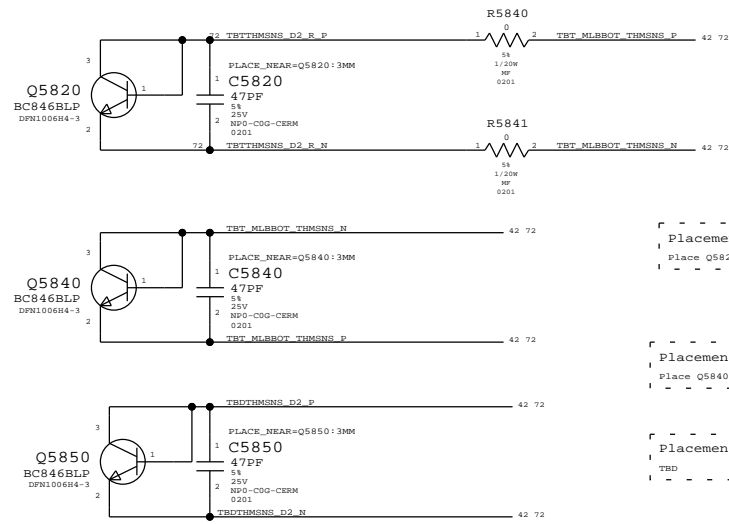 R5840
72 TBTTHMSNS_D2_R_P 1 0 2 TBT_MLBBOT_THMSNS_P 42 72
5%
1/20W
MF
0201
3
PLACE_NEAR=Q5820:3MM
Q5820 1 1 C5820
BC846BLP 47PF
DFN1006H4-3 5%
25V
2 2 NP0-C0G-CERM
0201
R5841
72 TBTTHMSNS_D2_R_N 1 0 2 TBT_MLBBOT_THMSNS_N 42 72
5%
1/20W
MF
0201
TBT_MLBBOT_THMSNS_N 42 72
3
PLACE_NEAR=Q5840:3MM
Q5840 1 1 C5840
BC846BLP 47PF
DFN1006H4-3 5%
25V
2 2 NP0-C0G-CERM
0201
TBT_MLBBOT_THMSNS_P 42 72
Placeme
Place Q582
Placemen
Place Q5840
TBDTHMSNS_D2_P 42 72
3
PLACE_NEAR=Q5850:3MM
Q5850 1 1 C5850
BC846BLP 47PF
DFN1006H4-3 5%
25V
2 2 NP0-C0G-CERM
0201
TBDTHMSNS_D2_N 42 72
Placemen
TBD